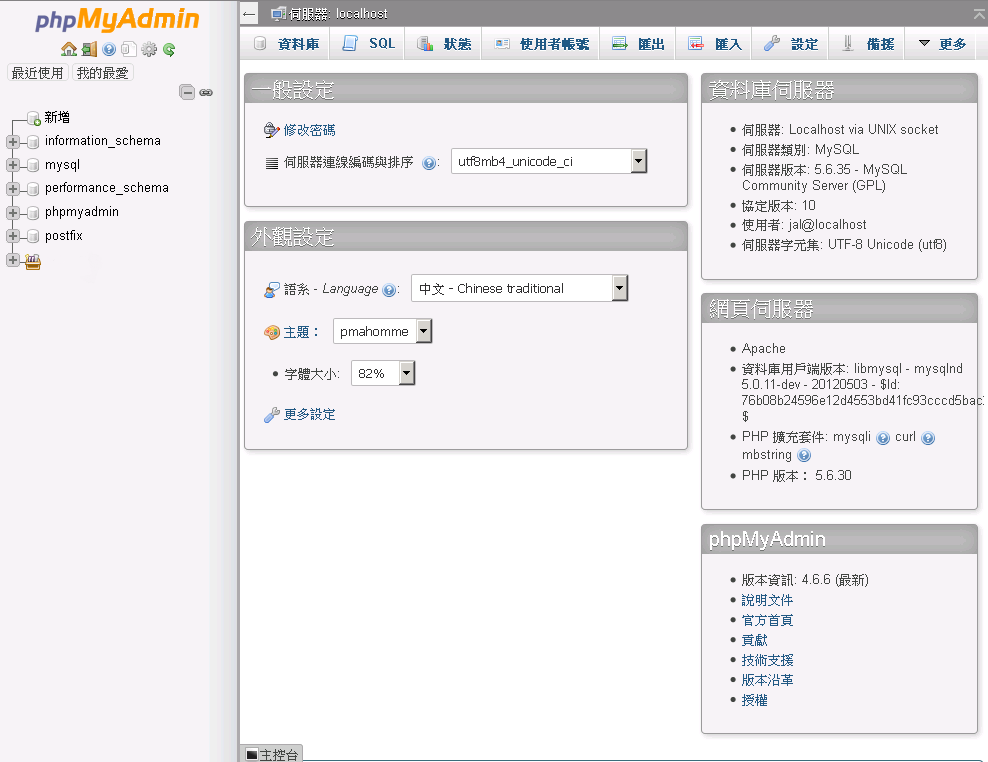 phpMyAdmin
最近使用 我的最愛
新增
information_schema
mysql
performance_schema
phpmyadmin
postfix
伺服器: localhost
資料庫 SQL 狀態 使用者帳號 匯出 匯入 設定 備援 更多
一般設定
修改密碼
伺服器連線編碼與排序 : utf8mb4_unicode_ci
外觀設定
語系 - Language : 中文 - Chinese traditional
主題： pmahomme
字體大小: 82%
更多設定
資料庫伺服器
伺服器: Localhost via UNIX socket
伺服器類別: MySQL
伺服器版本: 5.6.35 - MySQL
Community Server (GPL)
協定版本: 10
使用者: jal@localhost
伺服器字元集: UTF-8 Unicode (utf8)
網頁伺服器
Apache
資料庫用戶端版本: libmysql - mysqlnd
5.0.11-dev - 20120503 - $Id:
76b08b24596e12d4553bd41fc93cccd5bac
$
PHP 擴充套件: mysqli curl
mbstring
PHP 版本： 5.6.30
phpMyAdmin
版本資訊: 4.6.6 (最新)
說明文件
官方首頁
貢獻
技術支援
版本沿革
授權
主控台